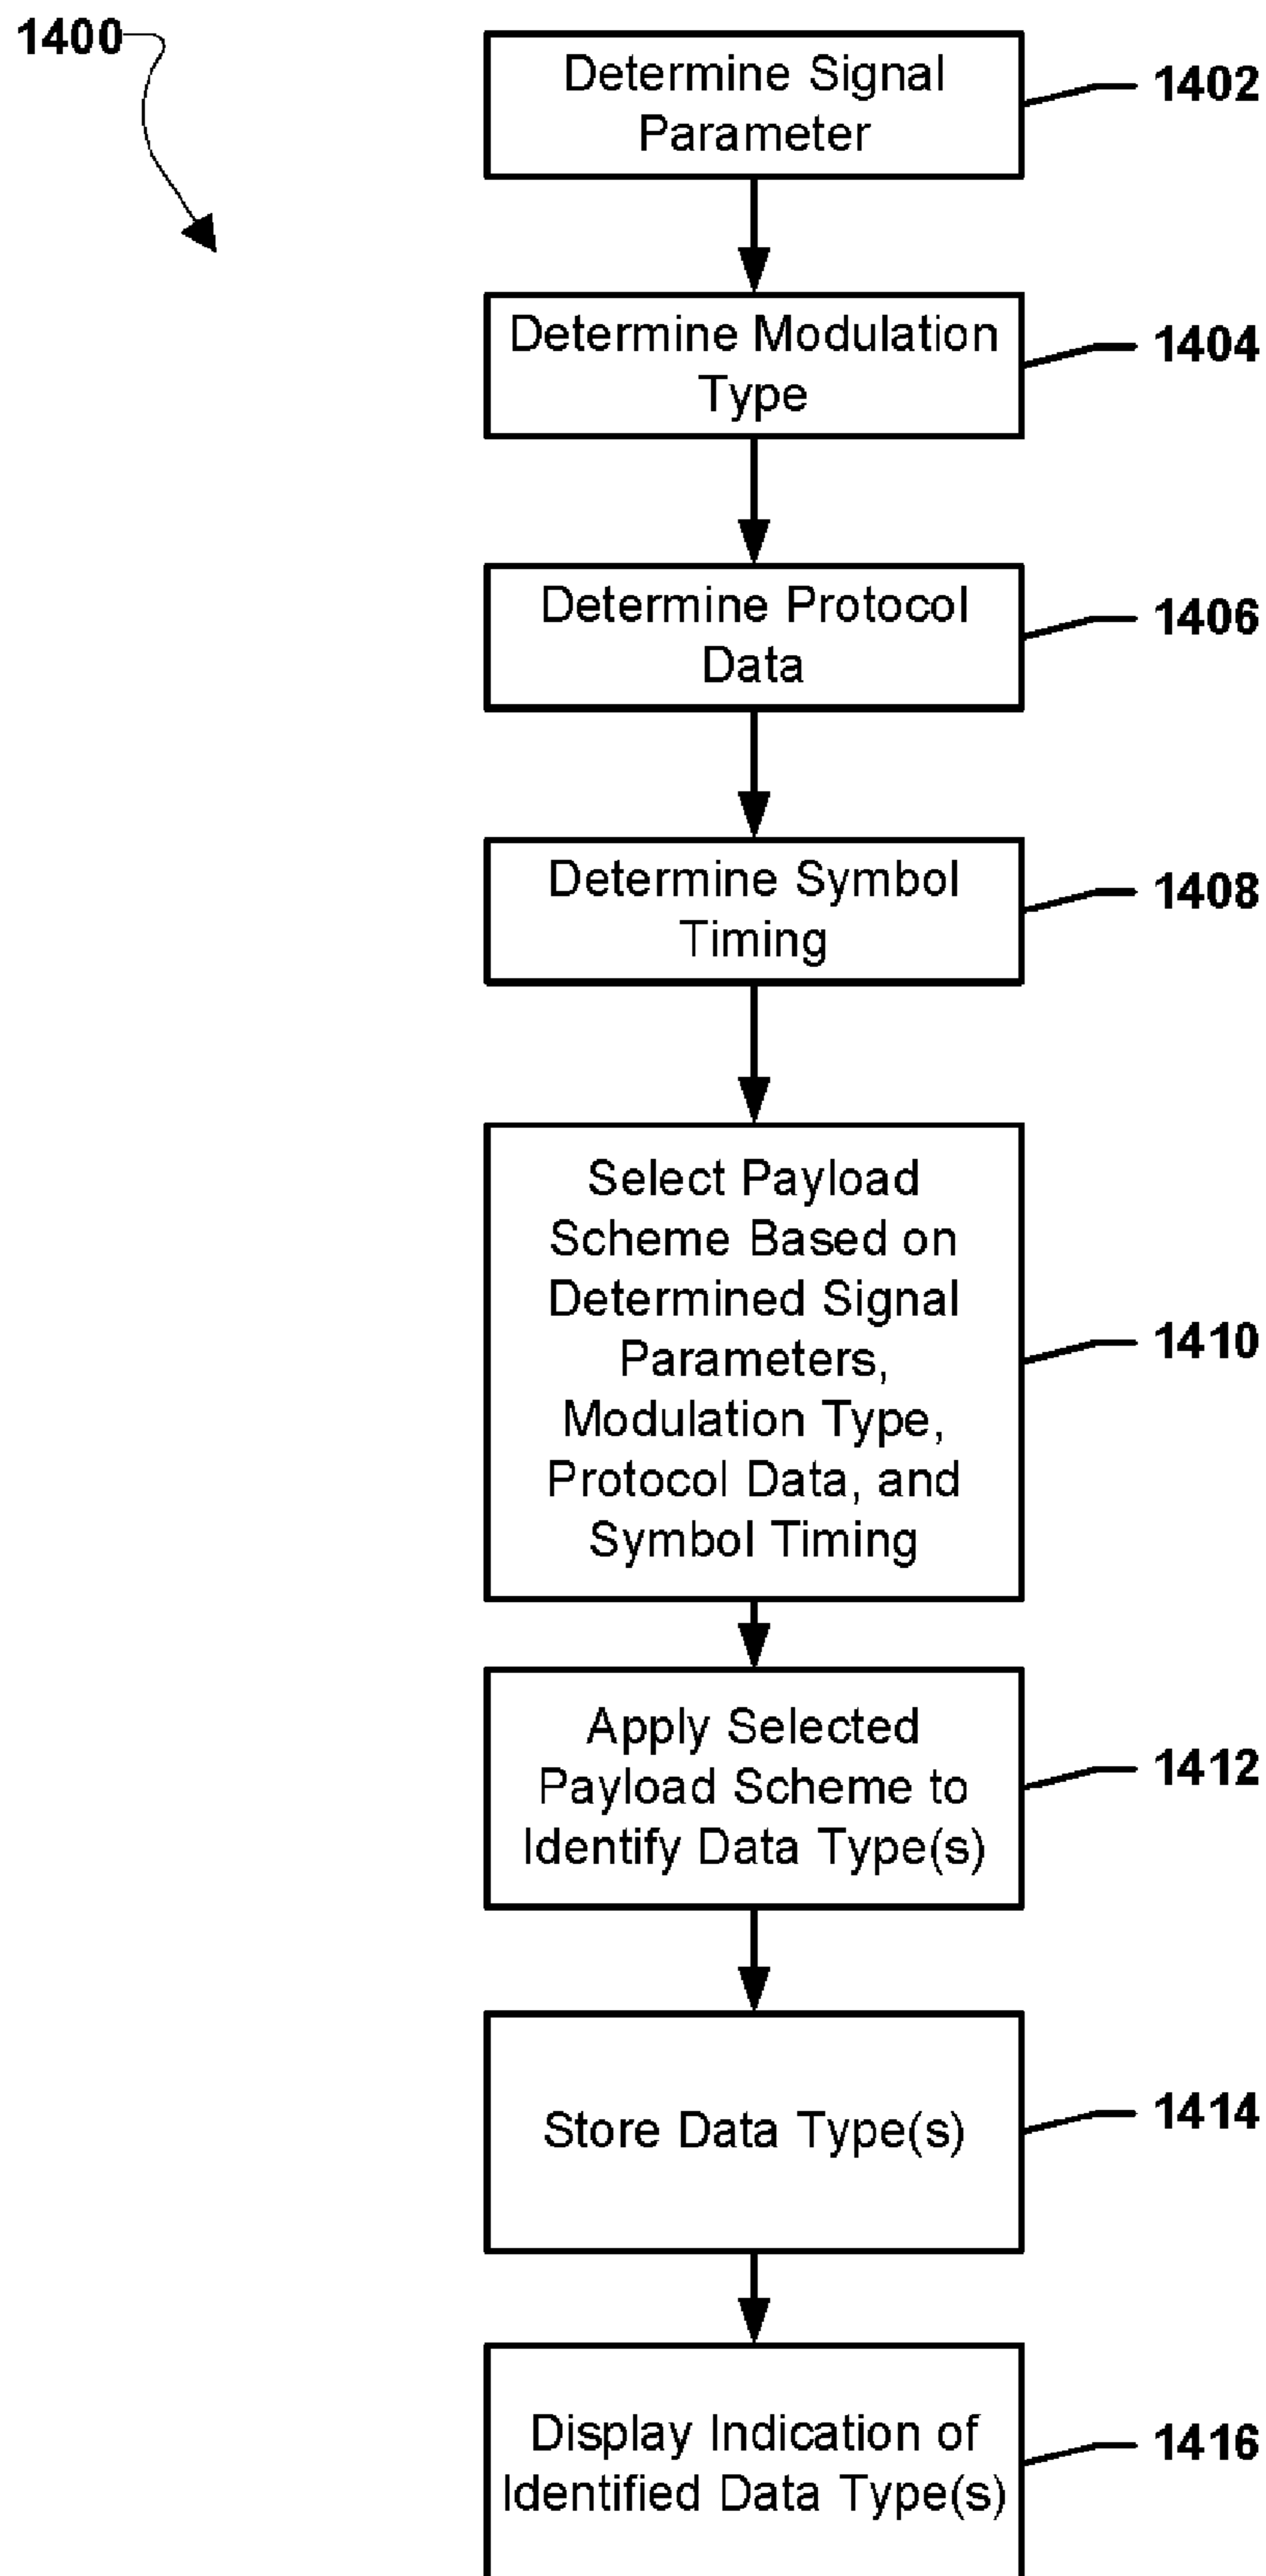 1400
Determine Signal
Parameter
1402
Determine Modulation
Type
1404
Determine Protocol
Data
1406
Determine Symbol
Timing
1408
Select Payload
Scheme Based on
Determined Signal
Parameters,
Modulation Type,
Protocol Data, and
Symbol Timing
1410
Apply Selected
Payload Scheme to
Identify Data Type(s)
1412
Store Data Type(s)
1414
Display Indication of
Identified Data Type(s)
1416